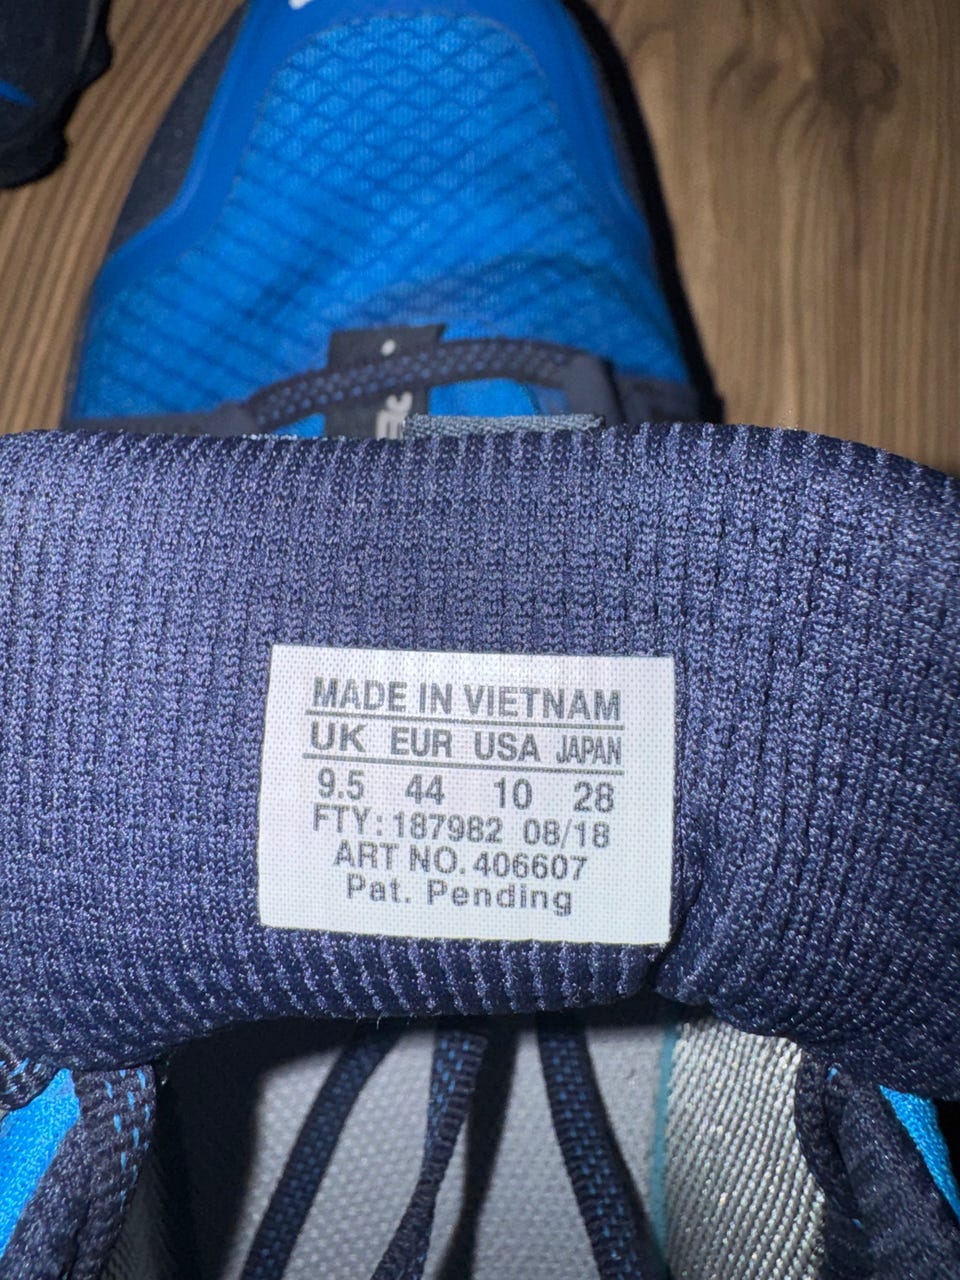 MADE IN VIETNAM
UK EUR USA JAPAN
9.5 44 10 28
FTY: 187982 08/18
ART NO. 406607
Pat. Pending